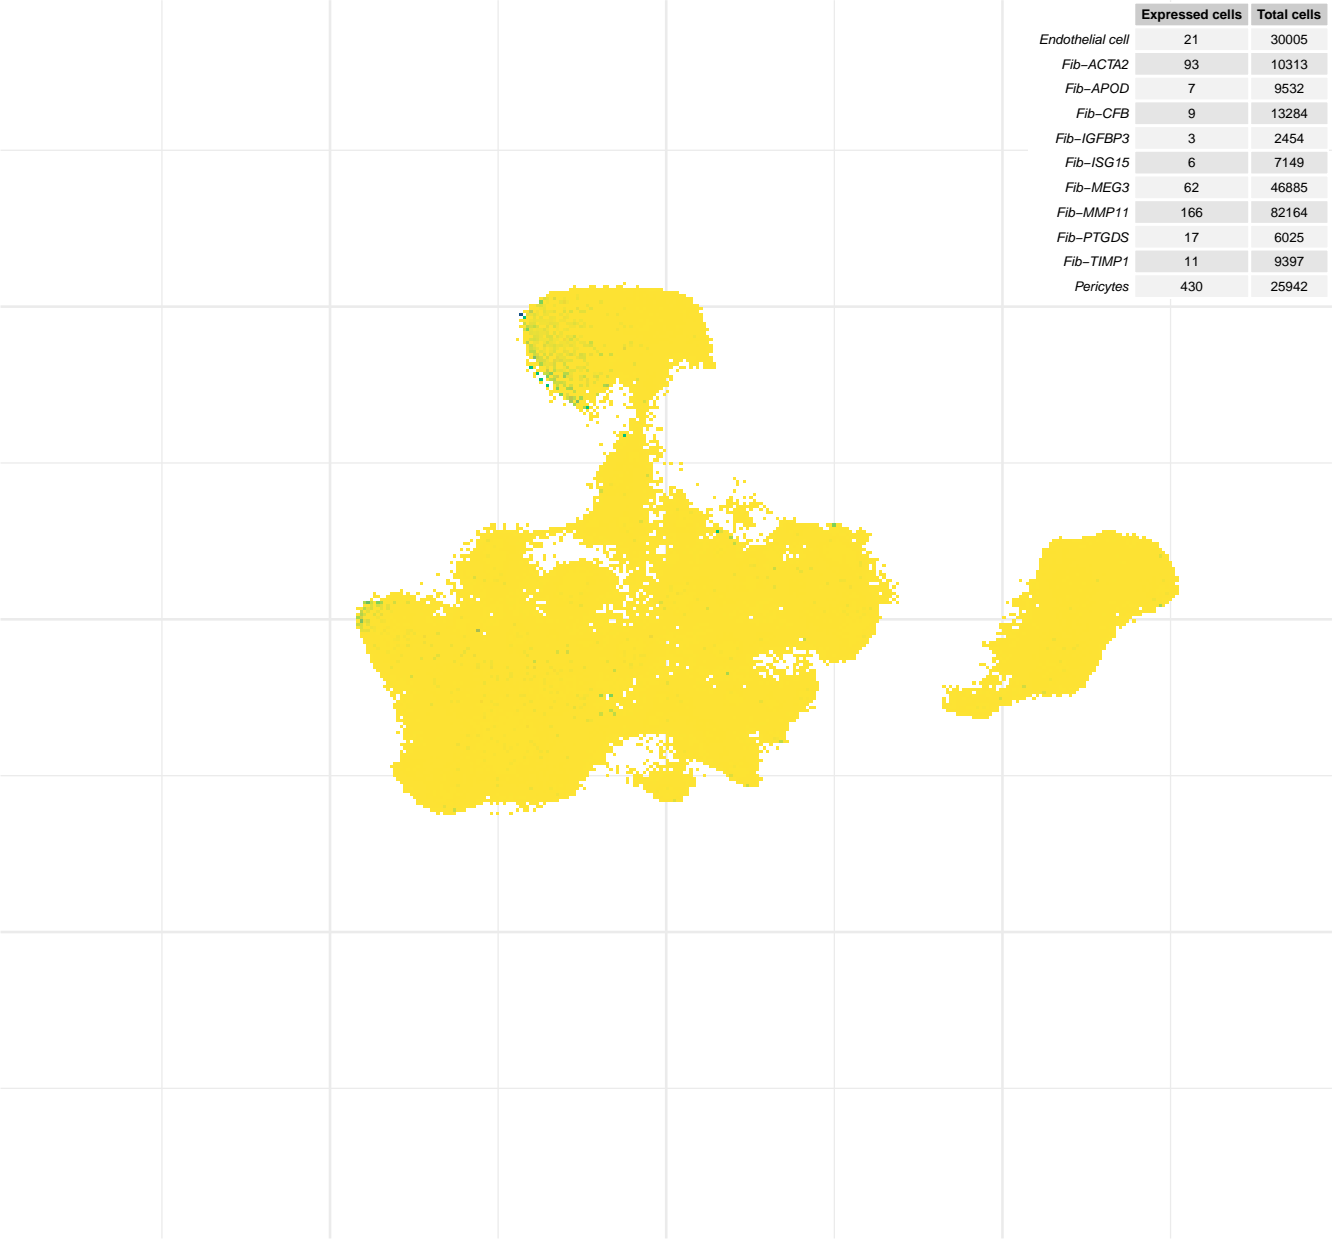 Expressed cells Total cells
Endothelial cell 21 30005
Fib−ACTA2 93 10313
Fib−APOD 7 9532
Fib−CFB 9 13284
Fib−IGFBP3 3 2454
Fib−ISG15 6 7149
Fib−MEG3 62 46885
Fib−MMP11 166 82164
Fib−PTGDS 17 6025
Fib−TIMP1 11 9397
Pericytes 430 25942